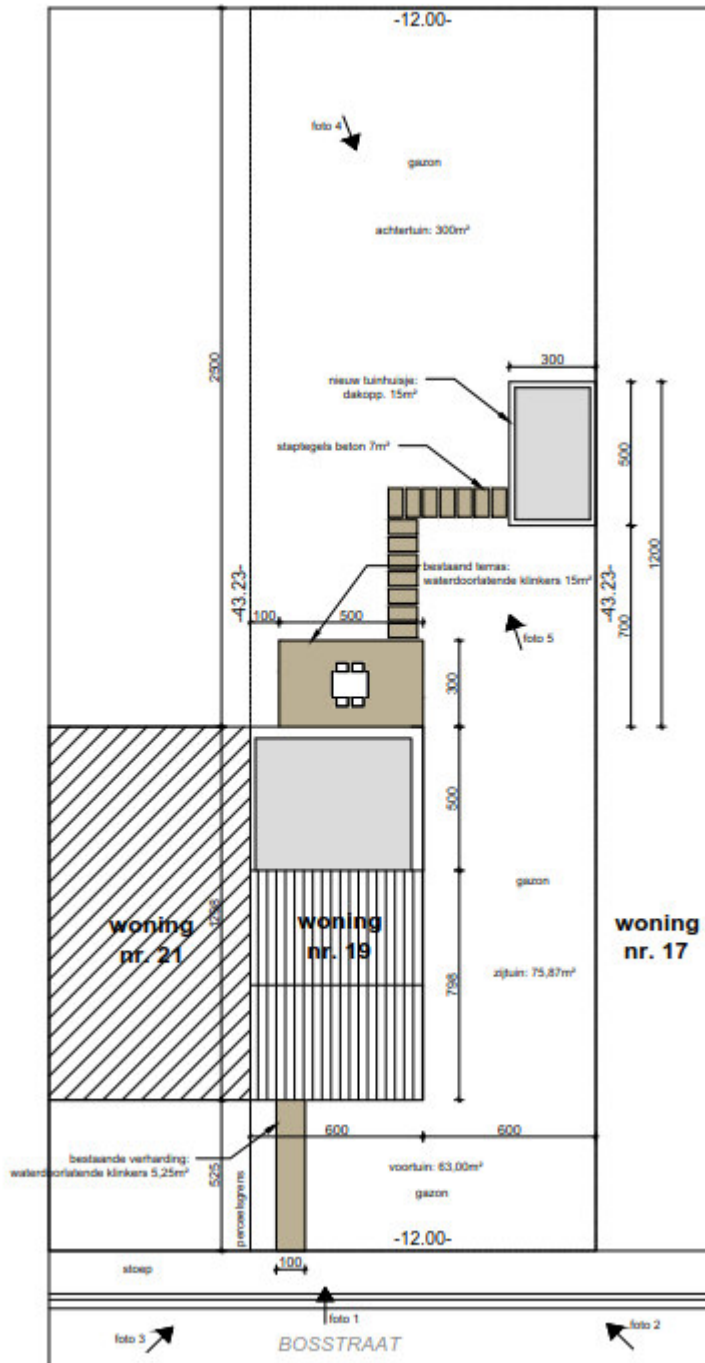 -12.00-
foto 4
gazon
achtertuin: 300m²
2500
300
nieuw tuinhuisje:
dakopp. 15m²
staptegels beton 7m²
500
1200
bestaand terras:
waterdoorlatende klinkers 15m²
-43.23-
-43.23-
100
500
700
foto 5
300
500
gazon
woning
nr. 21
1298
woning
nr. 19
woning
nr. 17
zijtuin: 75,87m²
798
600
600
bestaande verharding:
waterdoorlatende klinkers 5,25m²
525
perceelsgrens
voortuin: 63,00m²
gazon
-12.00-
stoep
100
foto 1
foto 3
foto 2
BOSSTRAAT